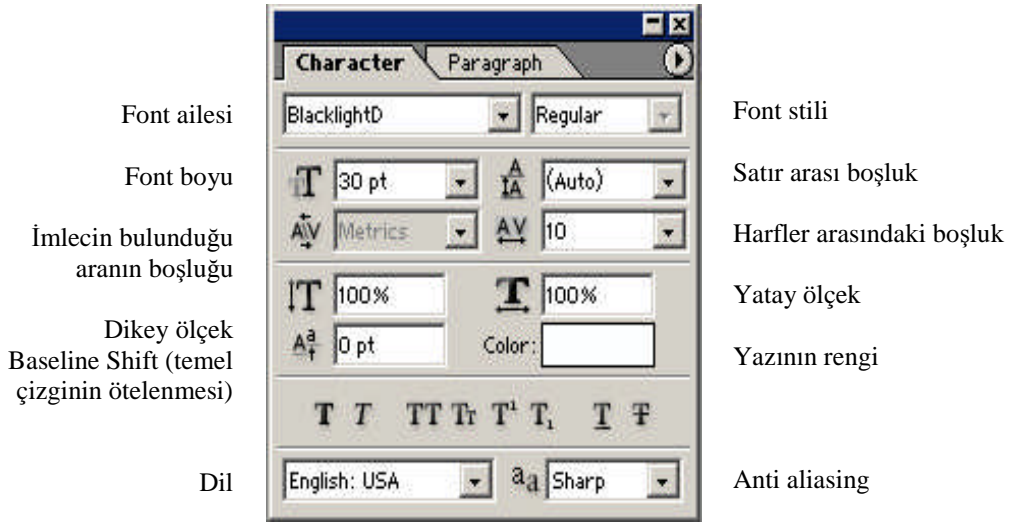 Character Paragraph
Font ailesi BlacklightD Regular Font stili
Font boyu 30 pt (Auto) Satır arası boşluk
İmlecin bulunduğu
aranın boşluğu Metrics 10 Harfler arasındaki boşluk
100% 100% Yatay ölçek
Dikey ölçek
Baseline Shift (temel
çizginin ötelenmesi) 0 pt Color: Yazının rengi
T T TT Tr T¹ T₁ T T
Dil English: USA aa Sharp Anti aliasing